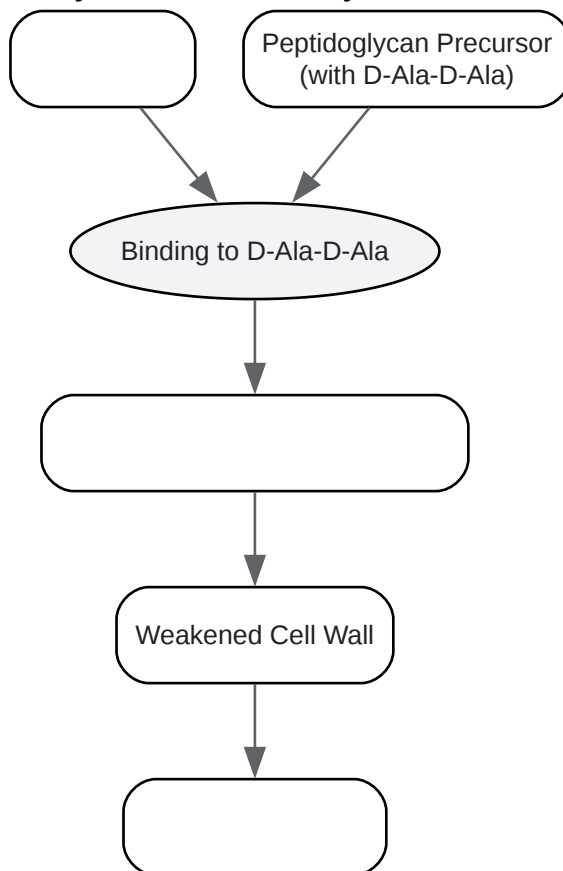 Peptidoglycan Precursor
(with D-Ala-D-Ala)
Binding to D-Ala-D-Ala
Weakened Cell Wall